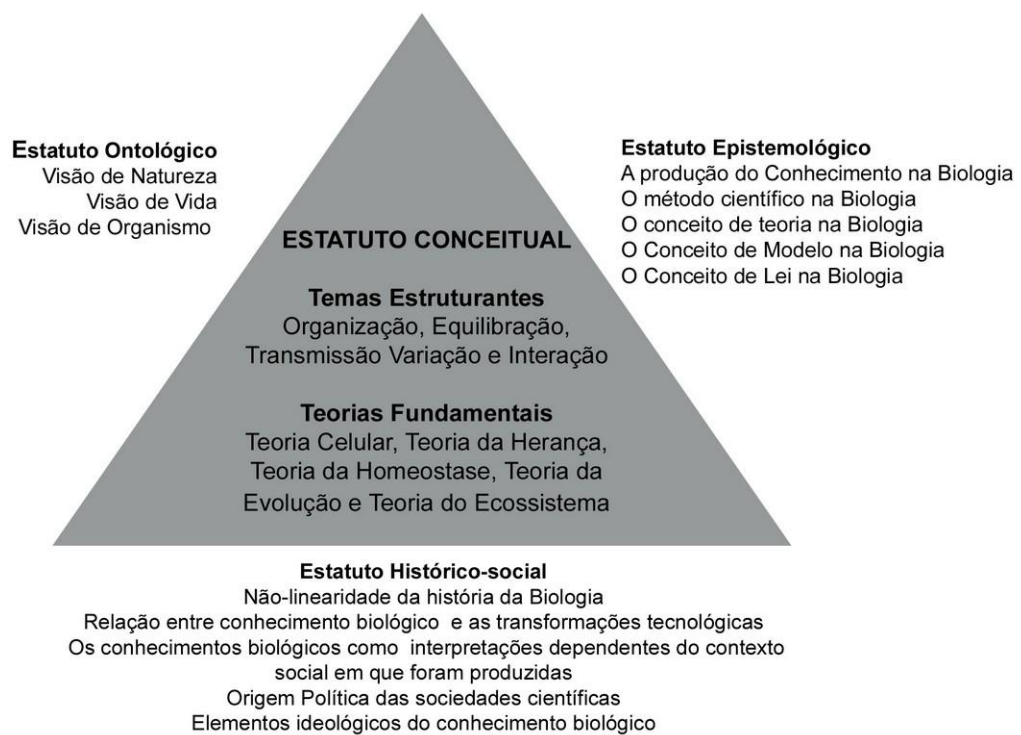 Estatuto Ontológico
Visão de Natureza
Visão de Vida
Visão de Organismo
Estatuto Epistemológico
A produção do Conhecimento na Biologia
O método científico na Biologia
O conceito de teoria na Biologia
O Conceito de Modelo na Biologia
O Conceito de Lei na Biologia
ESTATUTO CONCEITUAL
Temas Estruturantes
Organização, Equilibração,
Transmissão Variação e Interação
Teorias Fundamentais
Teoria Celular, Teoria da Herança,
Teoria da Homeostase, Teoria da
Evolução e Teoria do Ecossistema
Estatuto Histórico-social
Não-linearidade da história da Biologia
Relação entre conhecimento biológico e as transformações tecnológicas
Os conhecimentos biológicos como interpretações dependentes do contexto
social em que foram produzidas
Origem Política das sociedades científicas
Elementos ideológicos do conhecimento biológico